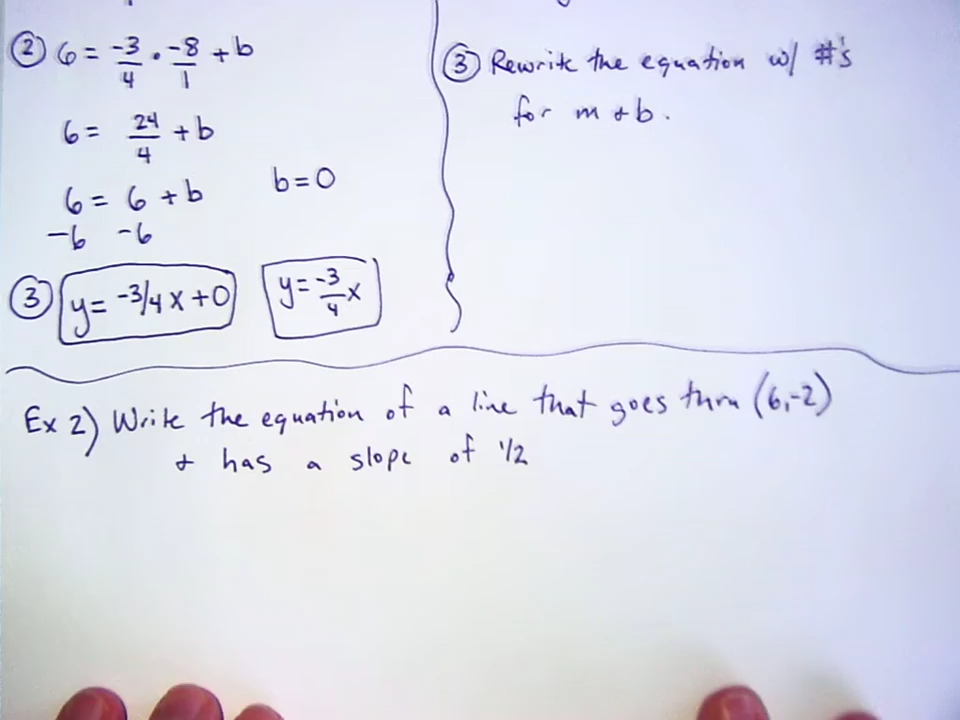 ② 6 = -3/4 · -8/1 + b
6 = 24/4 + b
6 = 6 + b b = 0
-6 -6
③ y = -3/4 x + 0 y = -3/4 x
③ Rewrite the equation w/ #'s
for m + b.
Ex 2) Write the equation of a line that goes thru (6,-2)
+ has a slope of 1/2